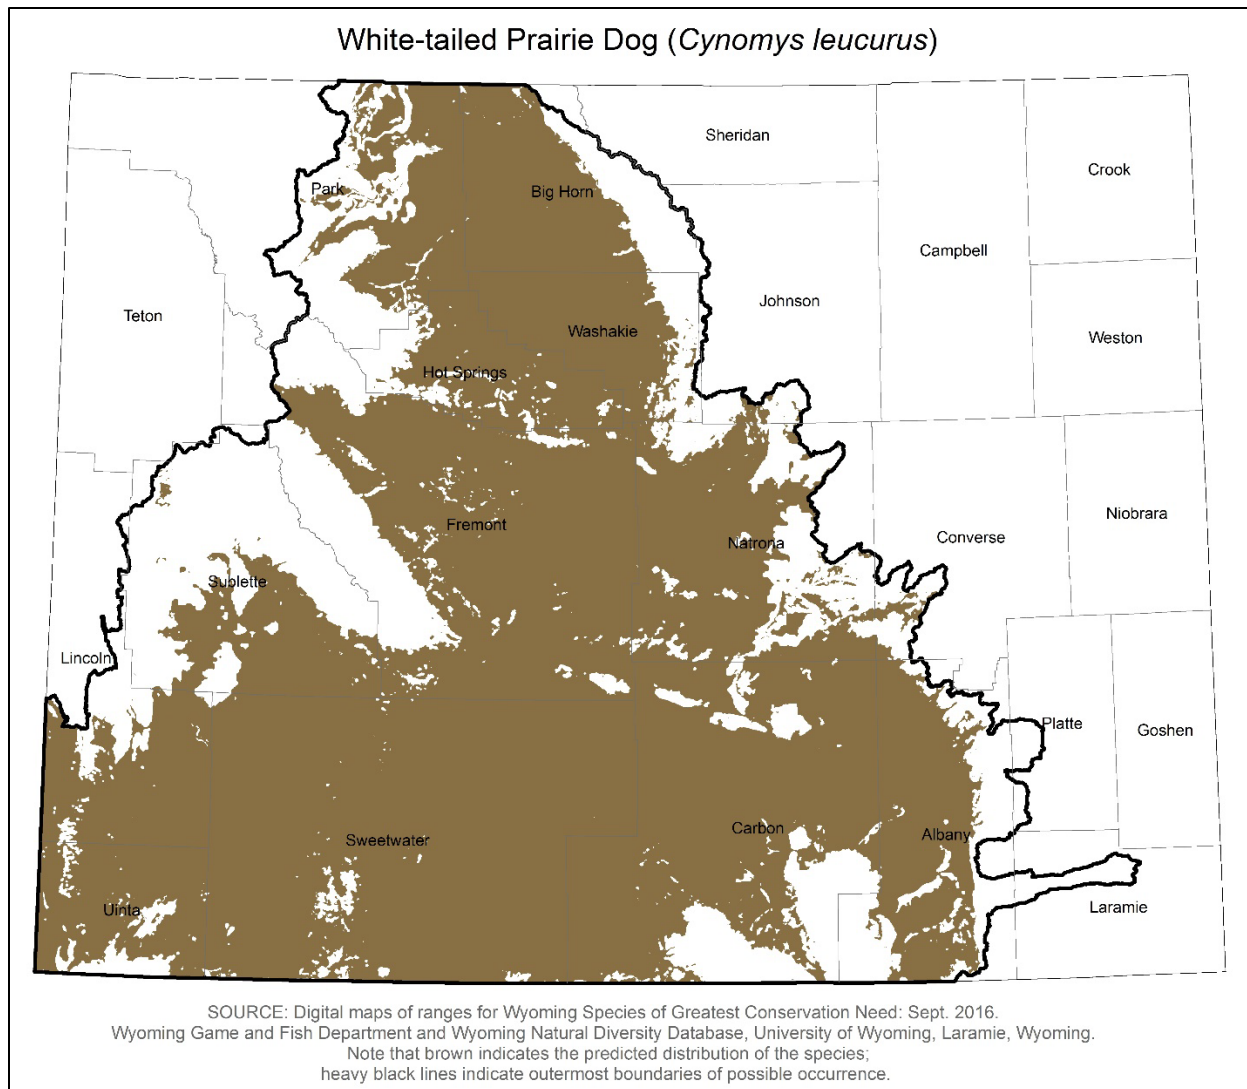 White-tailed Prairie Dog (Cynomys leucurus)
Sheridan
Crook
Park
Big Horn
Campbell
Johnson
Teton
Washakie
Weston
Hot Springs
Fremont
Natrona
Converse
Niobrara
Sublette
Lincoln
Platte
Goshen
Sweetwater
Carbon
Albany
Uinta
Laramie
SOURCE: Digital maps of ranges for Wyoming Species of Greatest Conservation Need: Sept. 2016.
Wyoming Game and Fish Department and Wyoming Natural Diversity Database, University of Wyoming, Laramie, Wyoming.
Note that brown indicates the predicted distribution of the species;
heavy black lines indicate outermost boundaries of possible occurrence.